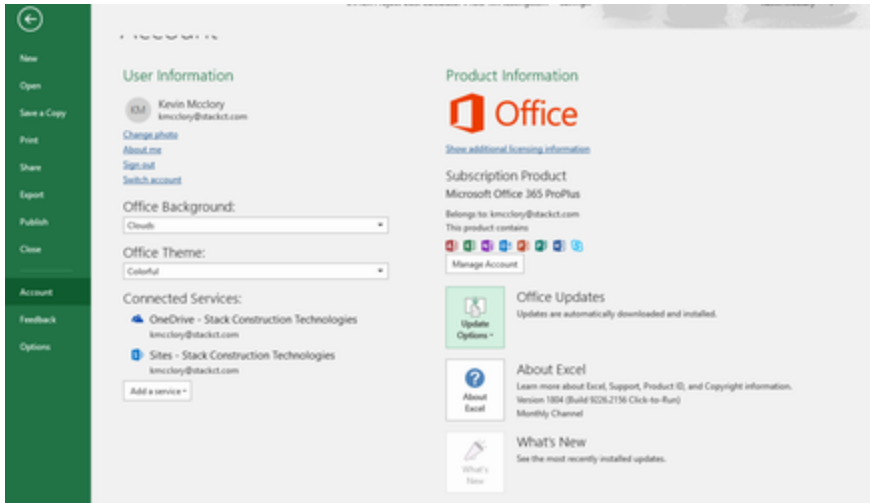 Account
New
Open
Save a Copy
Print
Share
Export
Publish
Close
Account
Feedback
Options
User Information
KM
Kevin Mcclory
kmcclory@stackct.com
Change photo
About me
Sign out
Switch account
Office Background:
Clouds
Office Theme:
Colorful
Connected Services:
OneDrive - Stack Construction Technologies
kmcclory@stackct.com
Sites - Stack Construction Technologies
kmcclory@stackct.com
Add a service
Product Information
Office
Show additional licensing information
Subscription Product
Microsoft Office 365 ProPlus
Belongs to: kmcclory@stackct.com
This product contains
Manage Account
Update
Options
Office Updates
Updates are automatically downloaded and installed.
About
Excel
About Excel
Learn more about Excel, Support, Product ID, and Copyright information.
Version 1804 (Build 9226.2156 Click-to-Run)
Monthly Channel
What's
New
What's New
See the most recently installed updates.